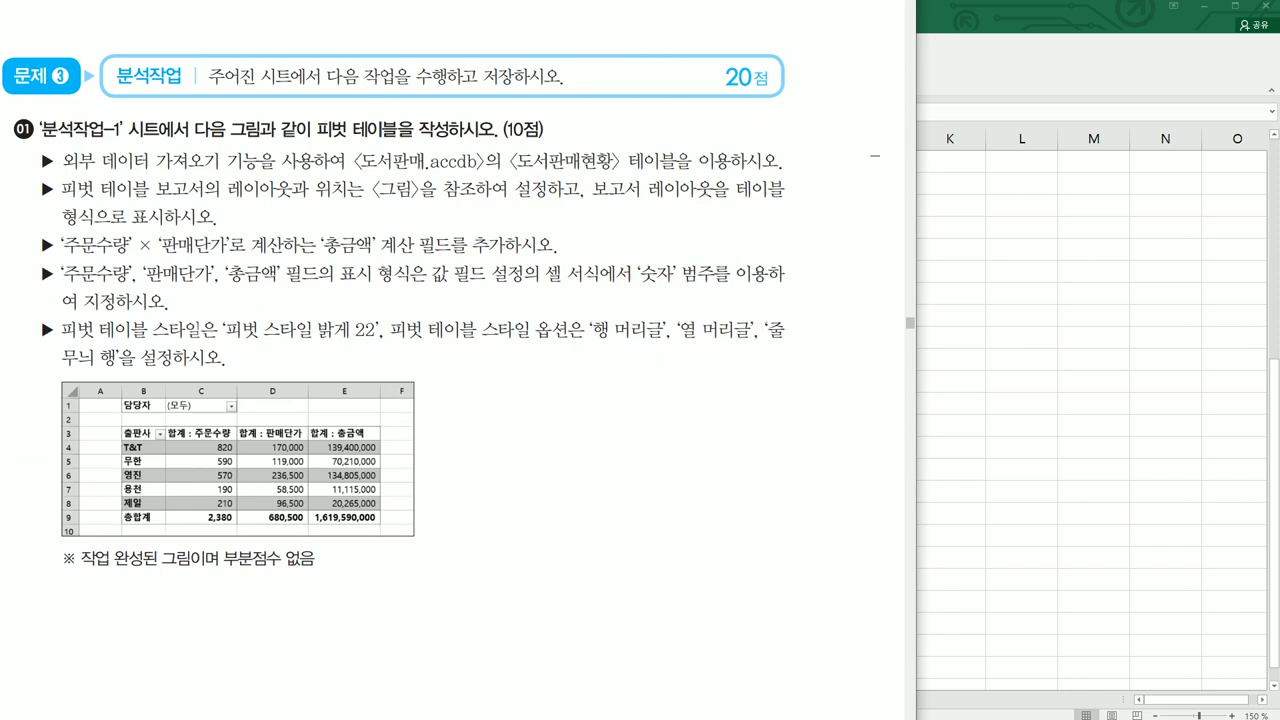 공유
문제 3 분석작업 주어진 시트에서 다음 작업을 수행하고 저장하시오. 20점
01 '분석작업-1' 시트에서 다음 그림과 같이 피벗 테이블을 작성하시오. (10점)
▶ 외부 데이터 가져오기 기능을 사용하여 〈도서판매.accdb〉의 〈도서판매현황〉 테이블을 이용하시오.
▶ 피벗 테이블 보고서의 레이아웃과 위치는 〈그림〉을 참조하여 설정하고, 보고서 레이아웃을 테이블
형식으로 표시하시오.
▶ '주문수량' × '판매단가'로 계산하는 '총금액' 계산 필드를 추가하시오.
▶ '주문수량', '판매단가', '총금액' 필드의 표시 형식은 값 필드 설정의 셀 서식에서 '숫자' 범주를 이용하
여 지정하시오.
▶ 피벗 테이블 스타일은 '피벗 스타일 밝게 22', 피벗 테이블 스타일 옵션은 '행 머리글', '열 머리글', '줄
무늬 행'을 설정하시오.
A B C D E F
1 담당자 (모두)
2
3 출판사 합계 : 주문수량 합계 : 판매단가 합계 : 총금액
4 T&T 820 170,000 139,400,000
5 무한 590 119,000 70,210,000
6 영진 570 236,500 134,805,000
7 용전 190 58,500 11,115,000
8 제일 210 96,500 20,265,000
9 총합계 2,380 680,500 1,619,590,000
10
※ 작업 완성된 그림이며 부분점수 없음
K L M N O
150 %